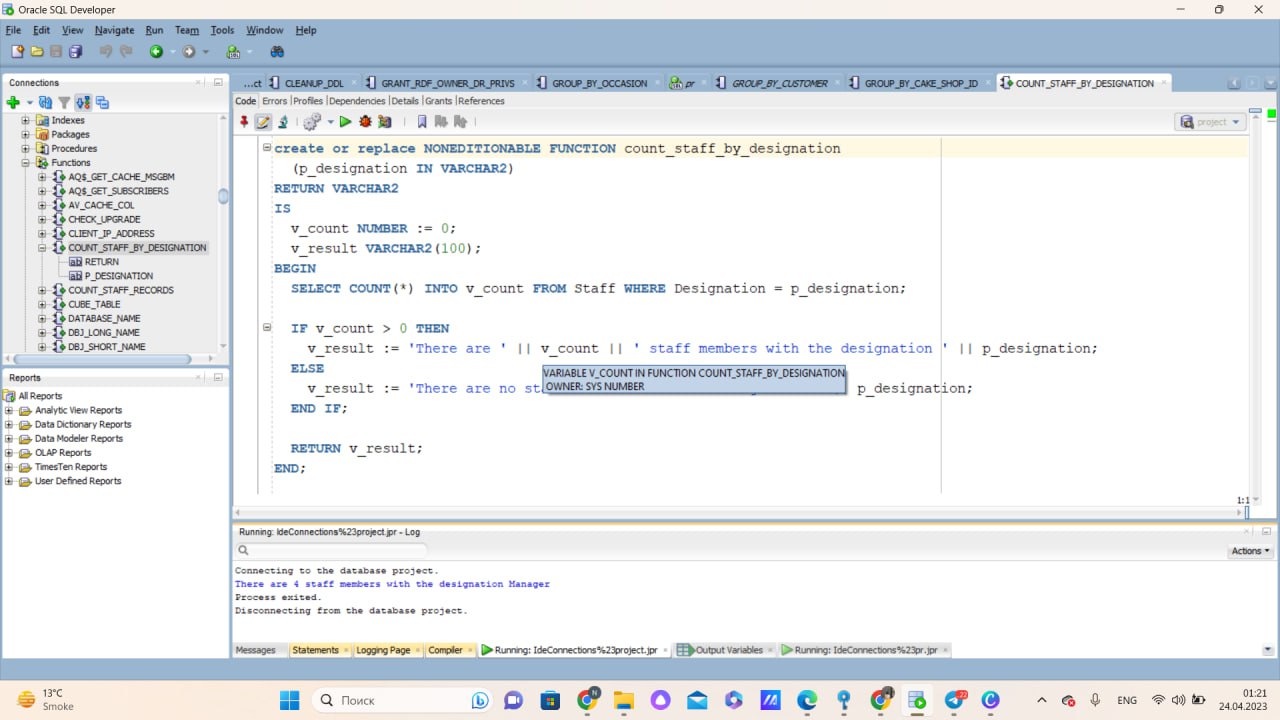 Oracle SQL Developer
File Edit View Navigate Run Team Tools Window Help
Connections
...ct CLEANUP_DDL GRANT_RDF_OWNER_DR_PRIVS GROUP_BY_OCCASION pr GROUP_BY_CUSTOMER GROUP_BY_CAKE_SHOP_ID COUNT_STAFF_BY_DESIGNATION
Code Errors Profiles Dependencies Details Grants References
project
Indexes
Packages
Procedures
Functions
AQ$_GET_CACHE_MSGBM
AQ$_GET_SUBSCRIBERS
AV_CACHE_COL
CHECK_UPGRADE
CLIENT_IP_ADDRESS
COUNT_STAFF_BY_DESIGNATION
RETURN
P_DESIGNATION
COUNT_STAFF_RECORDS
CUBE_TABLE
DATABASE_NAME
DBJ_LONG_NAME
DBJ_SHORT_NAME
Reports
All Reports
Analytic View Reports
Data Dictionary Reports
Data Modeler Reports
OLAP Reports
TimesTen Reports
User Defined Reports
create or replace NONEDITIONABLE FUNCTION count_staff_by_designation
(p_designation IN VARCHAR2)
RETURN VARCHAR2
IS
v_count NUMBER := 0;
v_result VARCHAR2(100);
BEGIN
SELECT COUNT(*) INTO v_count FROM Staff WHERE Designation = p_designation;
IF v_count > 0 THEN
v_result := 'There are ' || v_count || ' staff members with the designation ' || p_designation;
ELSE
VARIABLE V_COUNT IN FUNCTION COUNT_STAFF_BY_DESIGNATION
OWNER: SYS NUMBER
v_result := 'There are no p_designation;
END IF;
RETURN v_result;
END;
1:1
Running: IdeConnections%23project.jpr - Log
Actions
Connecting to the database project.
There are 4 staff members with the designation Manager
Process exited.
Disconnecting from the database project.
Messages Statements Logging Page Compiler Running: IdeConnections%23project.jpr Output Variables Running: IdeConnections%23pr.jpr
13°C
Smoke
Поиск
N
22
ENG
01:21
24.04.2023